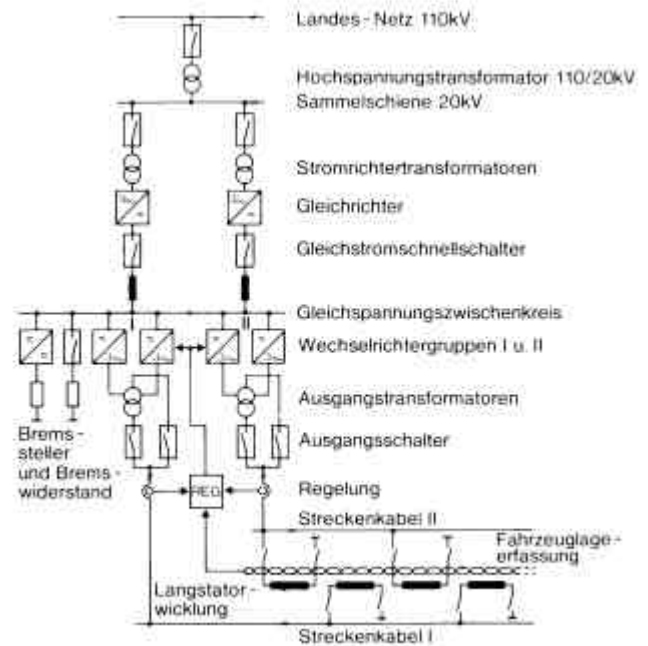 Landes - Netz 110kV
Hochspannungstransformator 110/20kV
Sammelschiene 20kV
Stromrichtertransformatoren
Gleichrichter
Gleichstromschnellschalter
Gleichspannungszwischenkreis
I
II
Wechselrichtergruppen I u. II
Ausgangstransformatoren
Ausgangsschalter
Brems -
steller
und Brems -
widerstand
REG
Regelung
Streckenkabel II
Fahrzeuglage -
erfassung
Langstator -
wicklung
Streckenkabel I